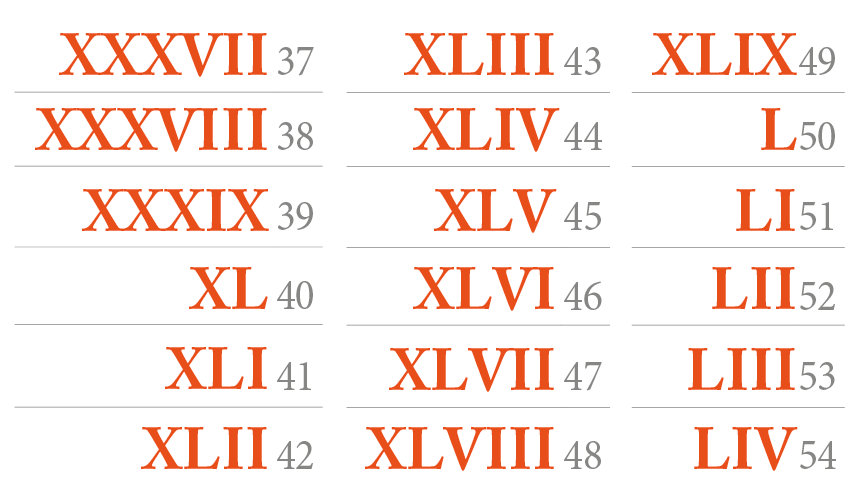 XXXVII 37
XXXVIII 38
XXXIX 39
XL 40
XLI 41
XLII 42
XLIII 43
XLIV 44
XLV 45
XLVI 46
XLVII 47
XLVIII 48
XLIX 49
L 50
LI 51
LII 52
LIII 53
LIV 54